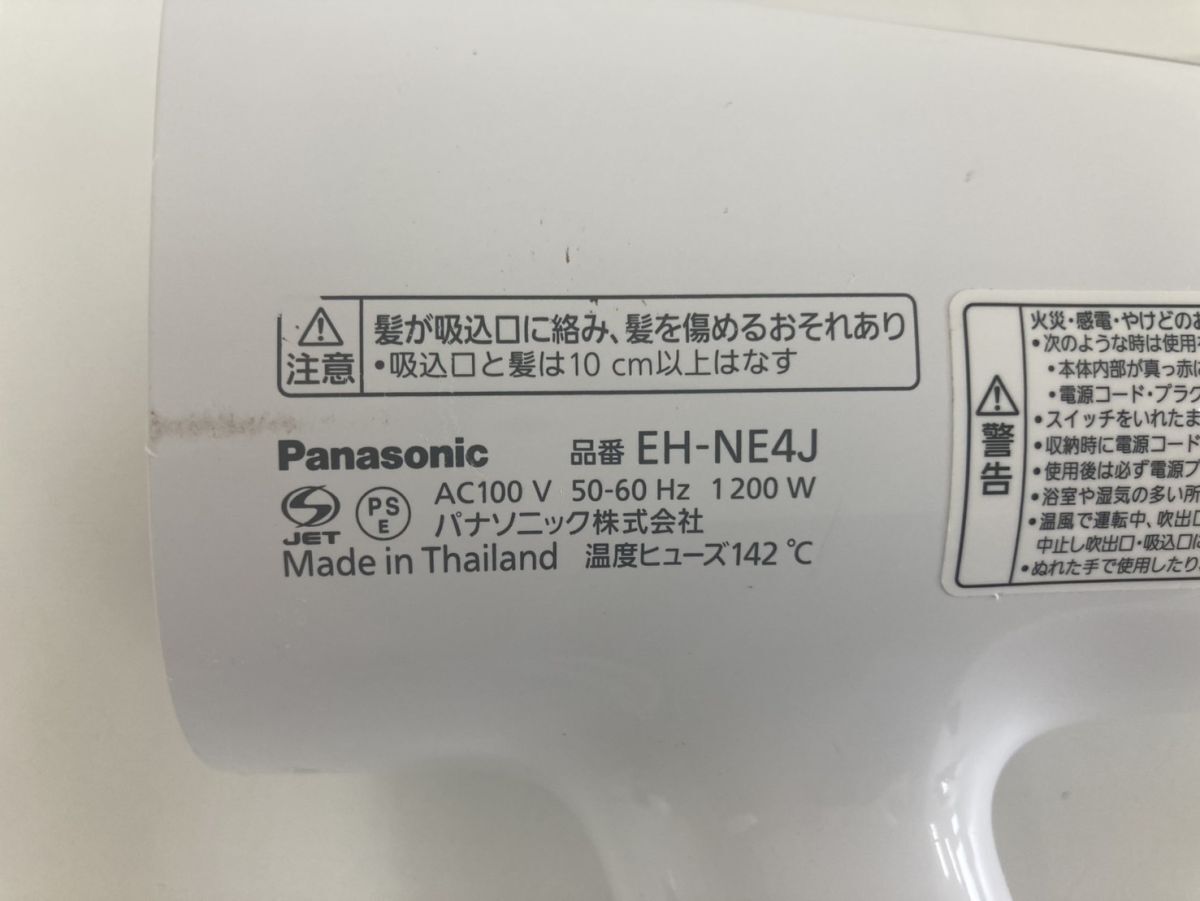 注意
髪が吸込口に絡み、髪を傷めるおそれあり
•吸込口と髪は10 cm以上はなす
Panasonic 品番 EH-NE4J
JET PSE AC100 V 50-60 Hz 1200 W
パナソニック株式会社
Made in Thailand 温度ヒューズ142 ℃
警告
火災・感電・やけどのお
•次のような時は使用
•本体内部が真っ赤に
•電源コード・プラク
•スイッチをいれたま
•収納時に電源コード
•使用後は必ず電源プ
•浴室や湿気の多い所
•温風で運転中、吹出口
中止し吹出口・吸込口に
•ぬれた手で使用したり